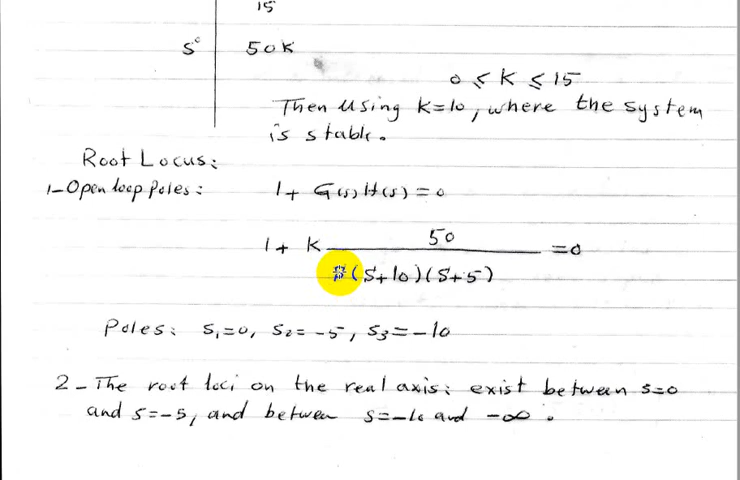 15
S° 50K
0 ≤ K ≤ 15
Then Using K=10, where the system
is stable.
Root Locus:
1-Open loop Poles: 1 + G(s)H(s) = 0
1 + K 50 / (S+10)(S+5) = 0
Poles: S₁=0, S₂=-5, S₃=-10
2-The root loci on the real axis: exist between s=0
and s=-5, and between s=-10 and -∞.